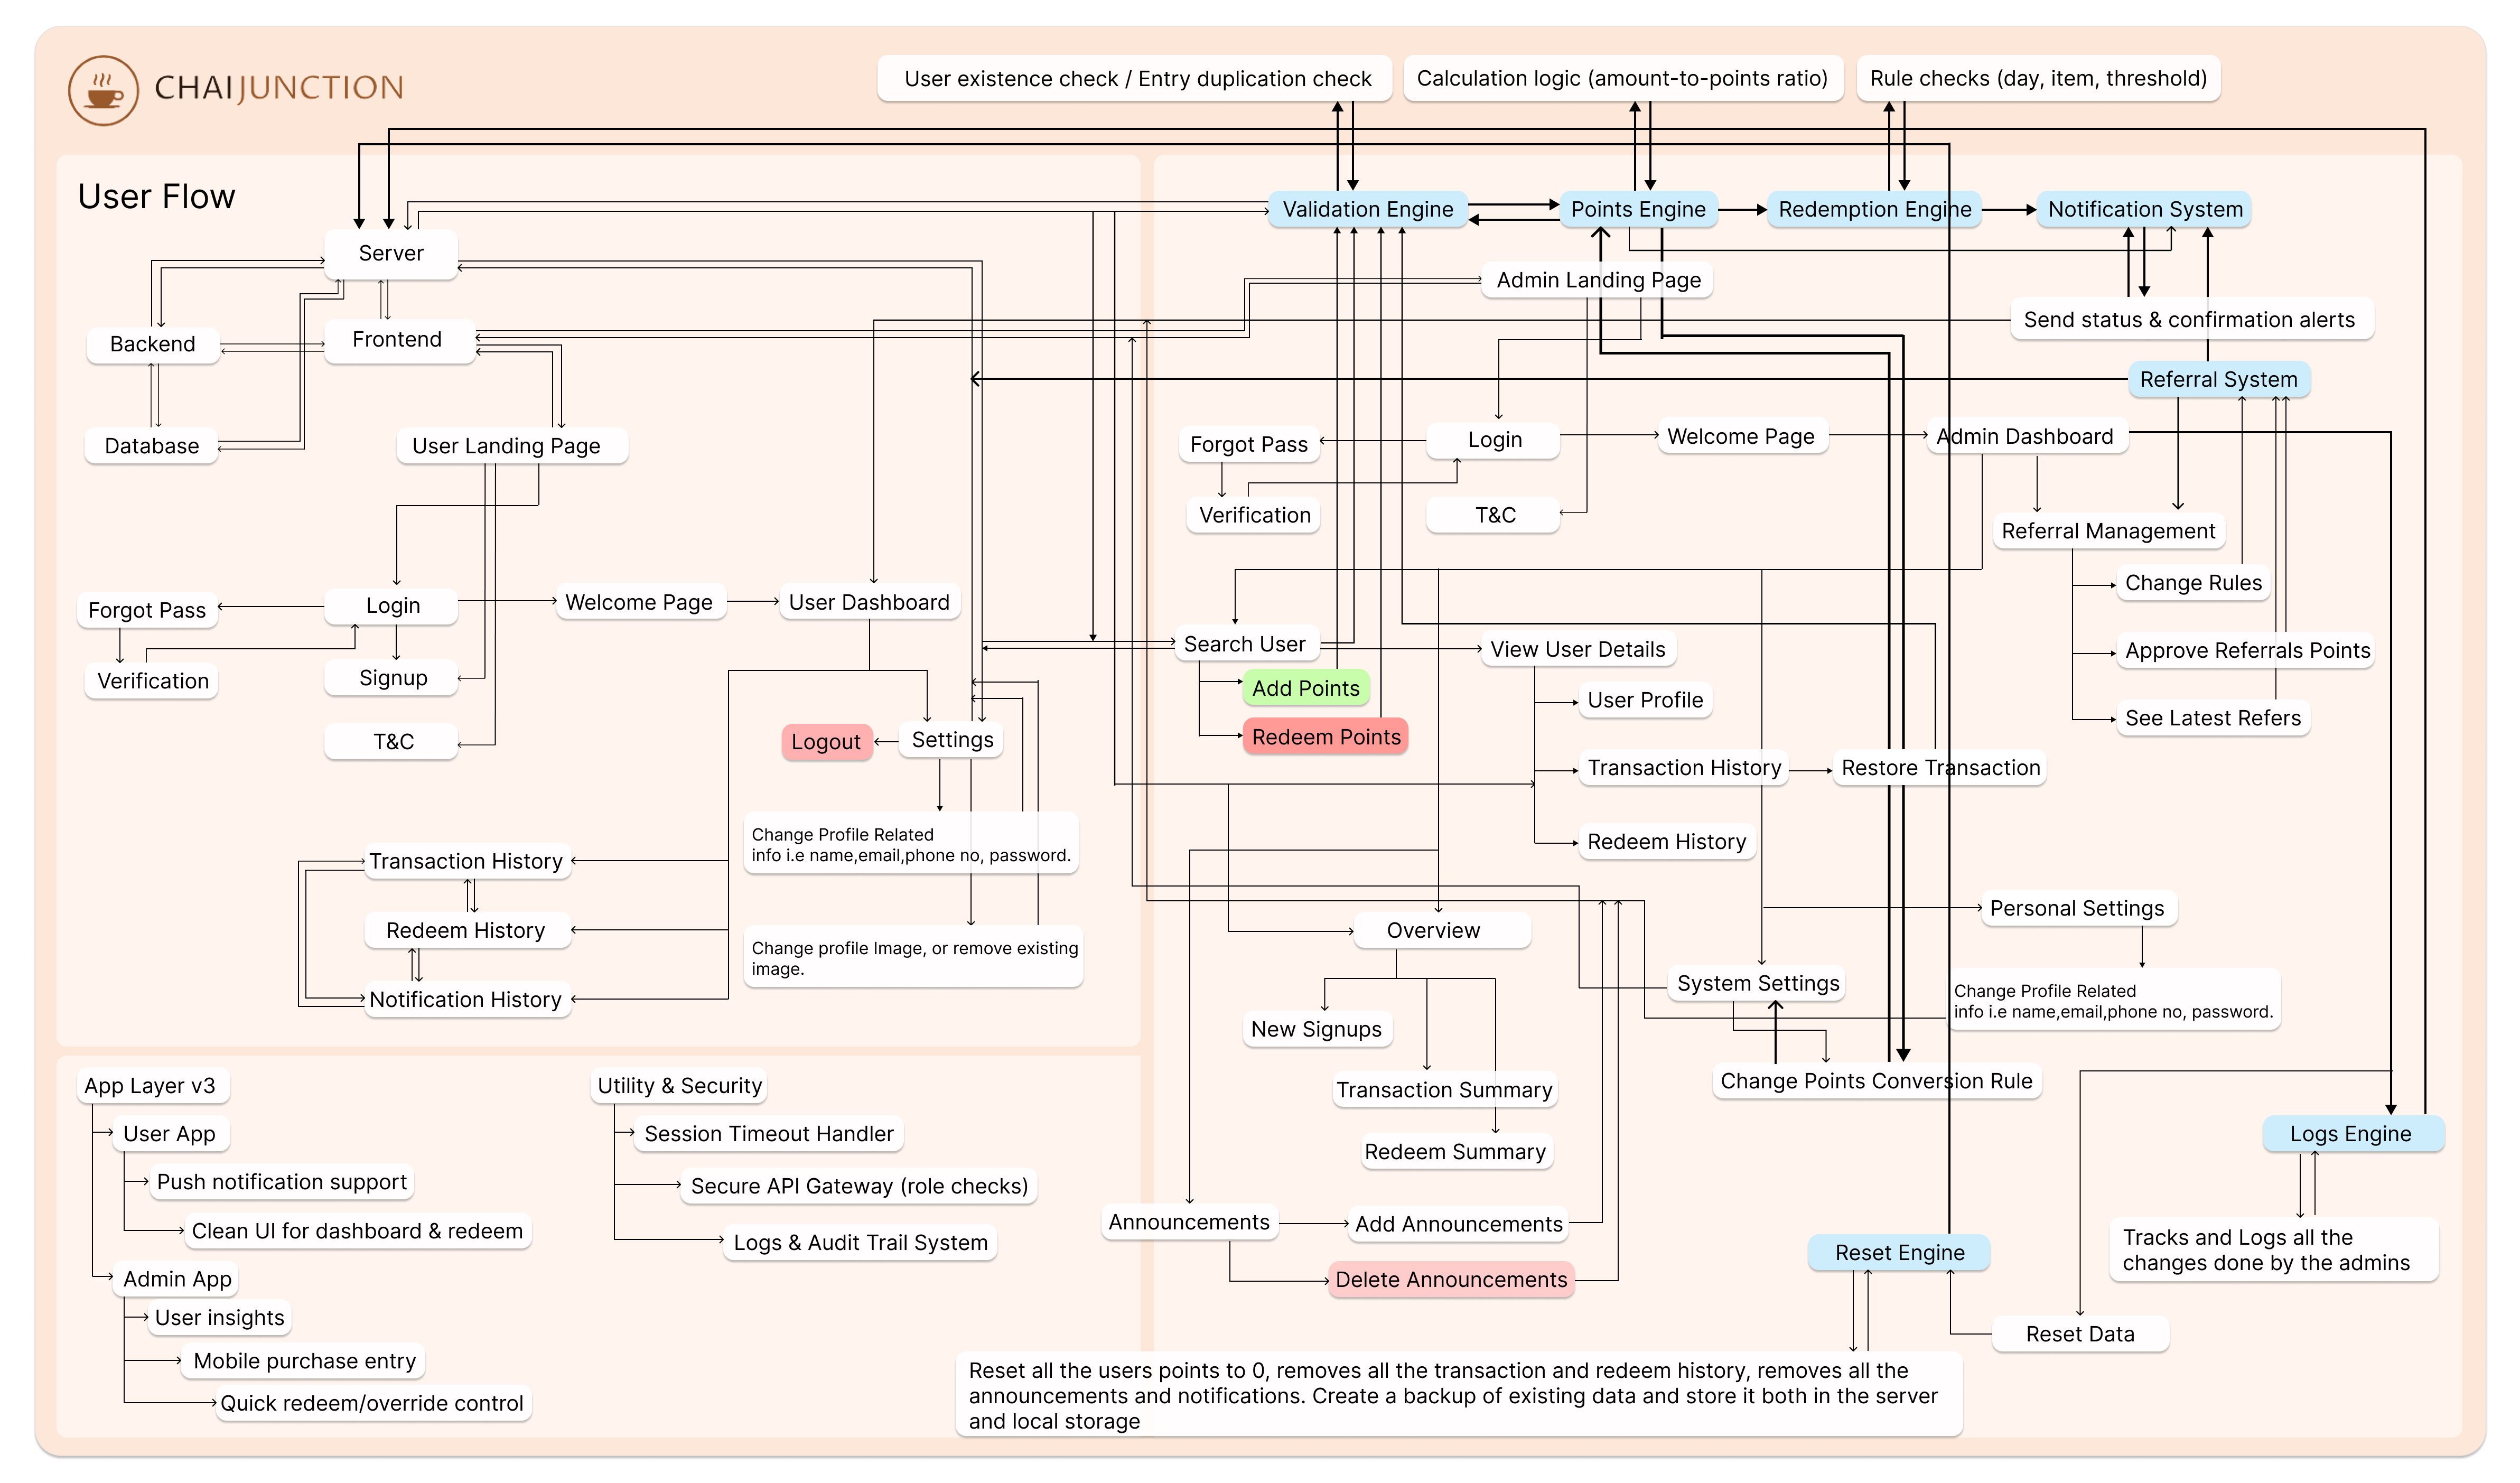 CHAIJUNCTION
User existence check / Entry duplication check
Calculation logic (amount-to-points ratio)
Rule checks (day, item, threshold)
User Flow
Server
Backend
Frontend
Database
User Landing Page
Forgot Pass
Login
Welcome Page
User Dashboard
Verification
Signup
T&C
Logout
Settings
Change Profile Related
info i.e name,email,phone no, password.
Change profile Image, or remove existing
image.
Transaction History
Redeem History
Notification History
Validation Engine
Points Engine
Redemption Engine
Notification System
Admin Landing Page
Send status & confirmation alerts
Referral System
Forgot Pass
Login
Welcome Page
Admin Dashboard
Verification
T&C
Referral Management
Change Rules
Approve Referrals Points
See Latest Refers
Search User
Add Points
Redeem Points
View User Details
User Profile
Transaction History
Restore Transaction
Redeem History
Overview
New Signups
Transaction Summary
Redeem Summary
Personal Settings
System Settings
Change Profile Related
info i.e name,email,phone no, password.
Change Points Conversion Rule
Announcements
Add Announcements
Delete Announcements
Logs Engine
Tracks and Logs all the
changes done by the admins
Reset Engine
Reset Data
Reset all the users points to 0, removes all the transaction and redeem history, removes all the
announcements and notifications. Create a backup of existing data and store it both in the server
and local storage
App Layer v3
User App
Push notification support
Clean UI for dashboard & redeem
Admin App
User insights
Mobile purchase entry
Quick redeem/override control
Utility & Security
Session Timeout Handler
Secure API Gateway (role checks)
Logs & Audit Trail System